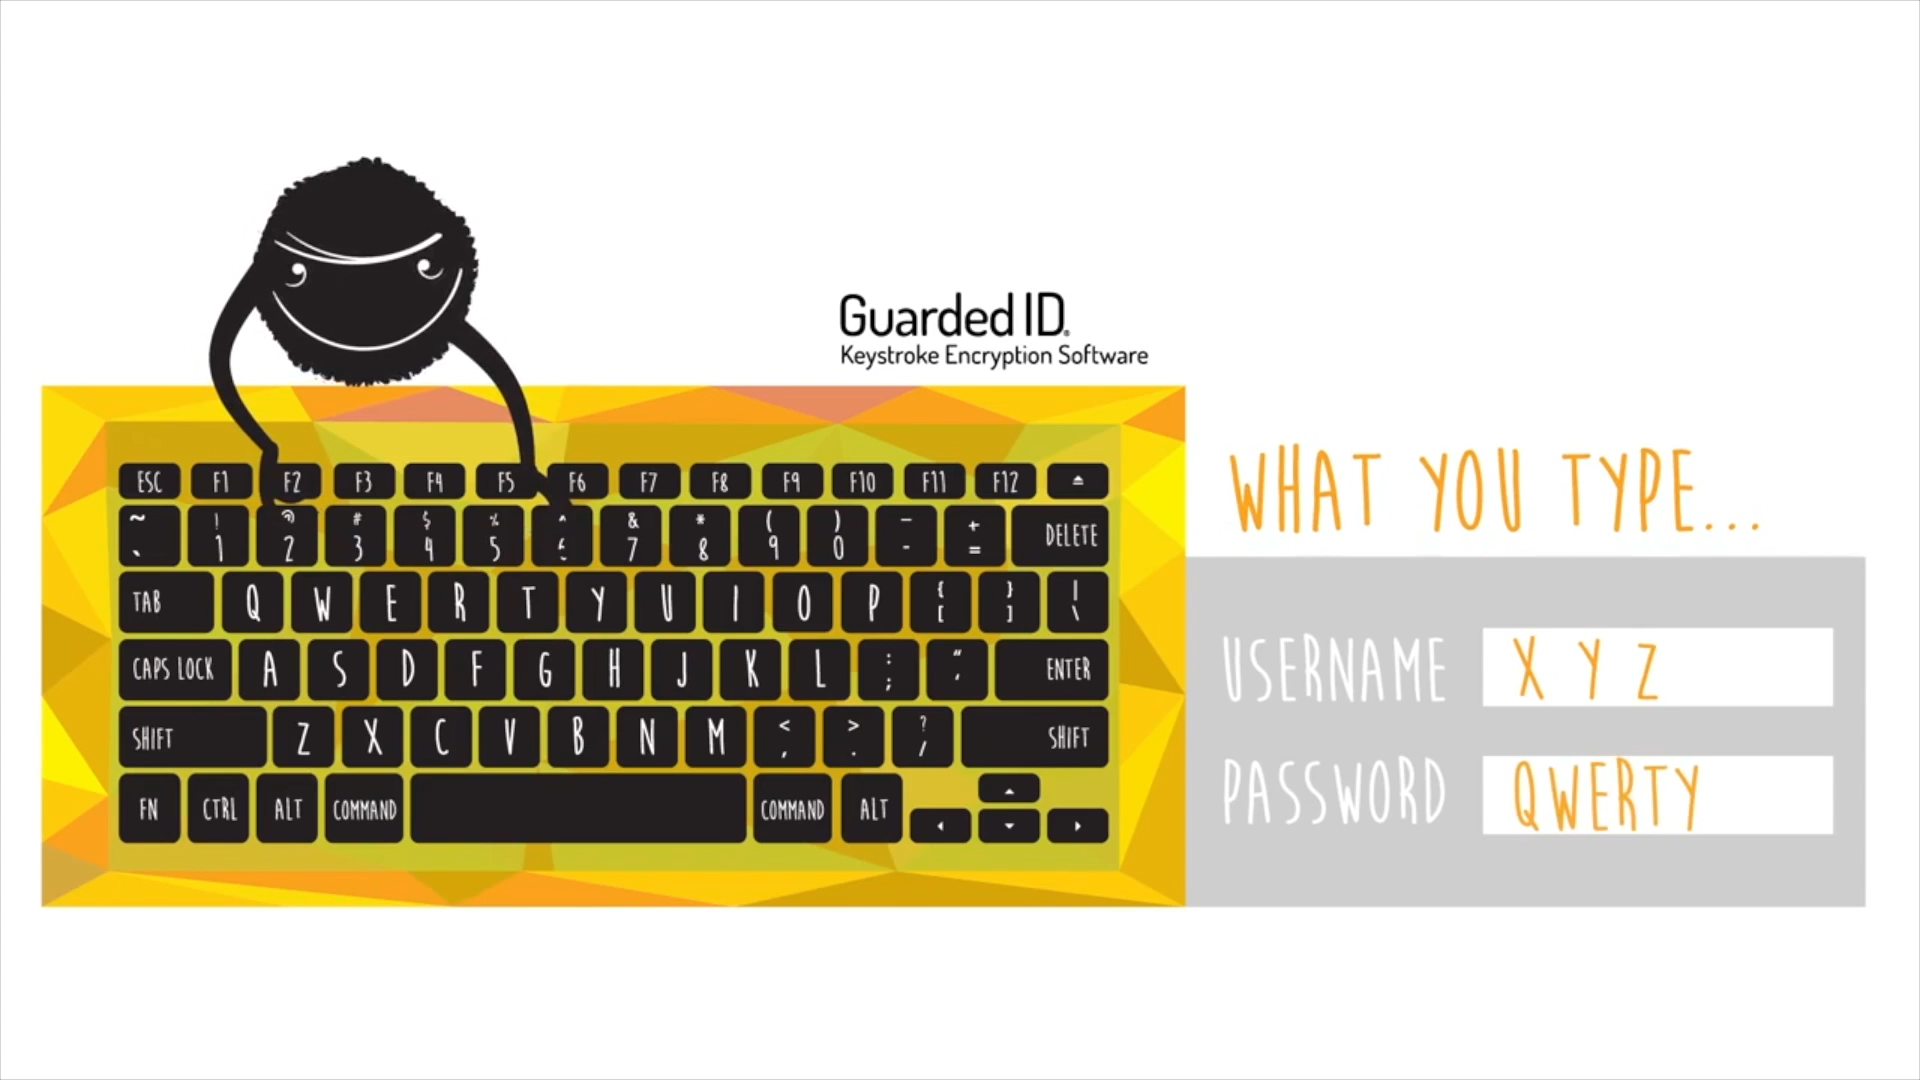 Guarded ID®
Keystroke Encryption Software
WHAT YOU TYPE...
ESC F1 F2 F3 F4 F5 F6 F7 F8 F9 F10 F11 F12
~ ! @ # $ % ^ & * ( ) _ +
` 1 2 3 4 5 6 7 8 9 0 - = DELETE
TAB Q W E R T Y U I O P { [ } ] | \
CAPS LOCK A S D F G H J K L : ; " ' ENTER
SHIFT Z X C V B N M < , > . ? / SHIFT
FN CTRL ALT COMMAND COMMAND ALT
USERNAME X Y Z
PASSWORD QWERTY